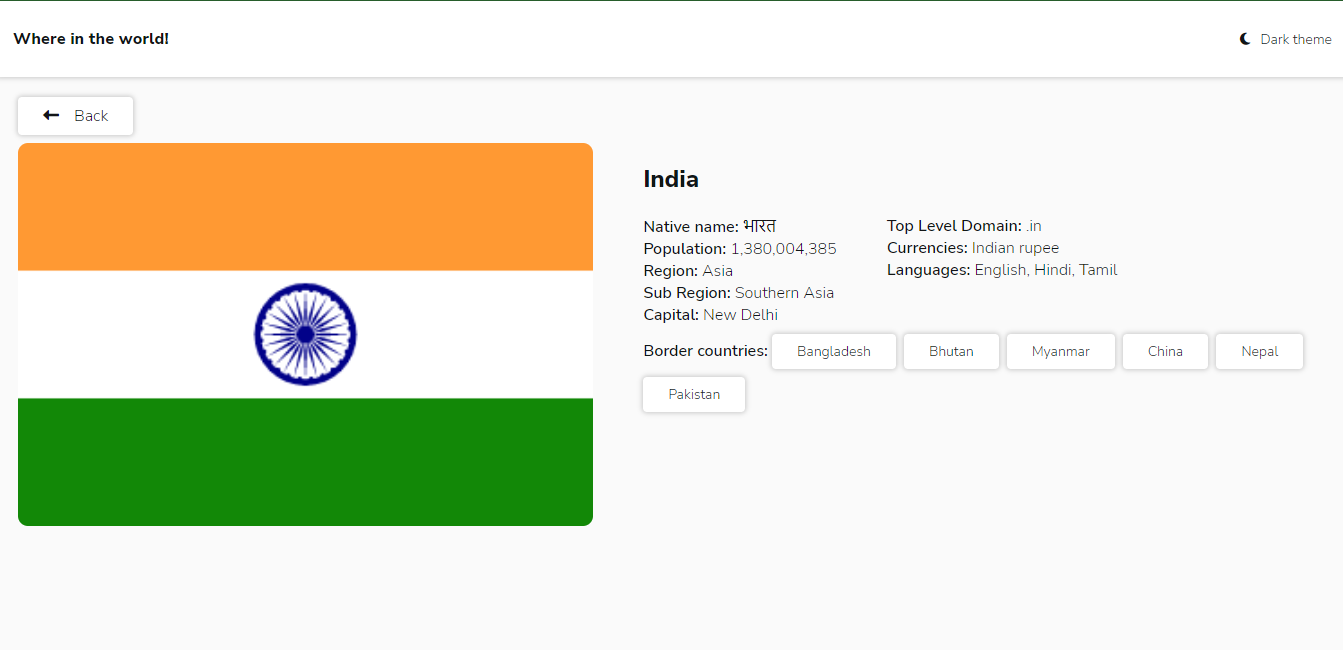 Where in the world!
Dark theme
Back
India
Native name: भारत
Population: 1,380,004,385
Region: Asia
Sub Region: Southern Asia
Capital: New Delhi
Top Level Domain: .in
Currencies: Indian rupee
Languages: English, Hindi, Tamil
Border countries: Bangladesh Bhutan Myanmar China Nepal
Pakistan